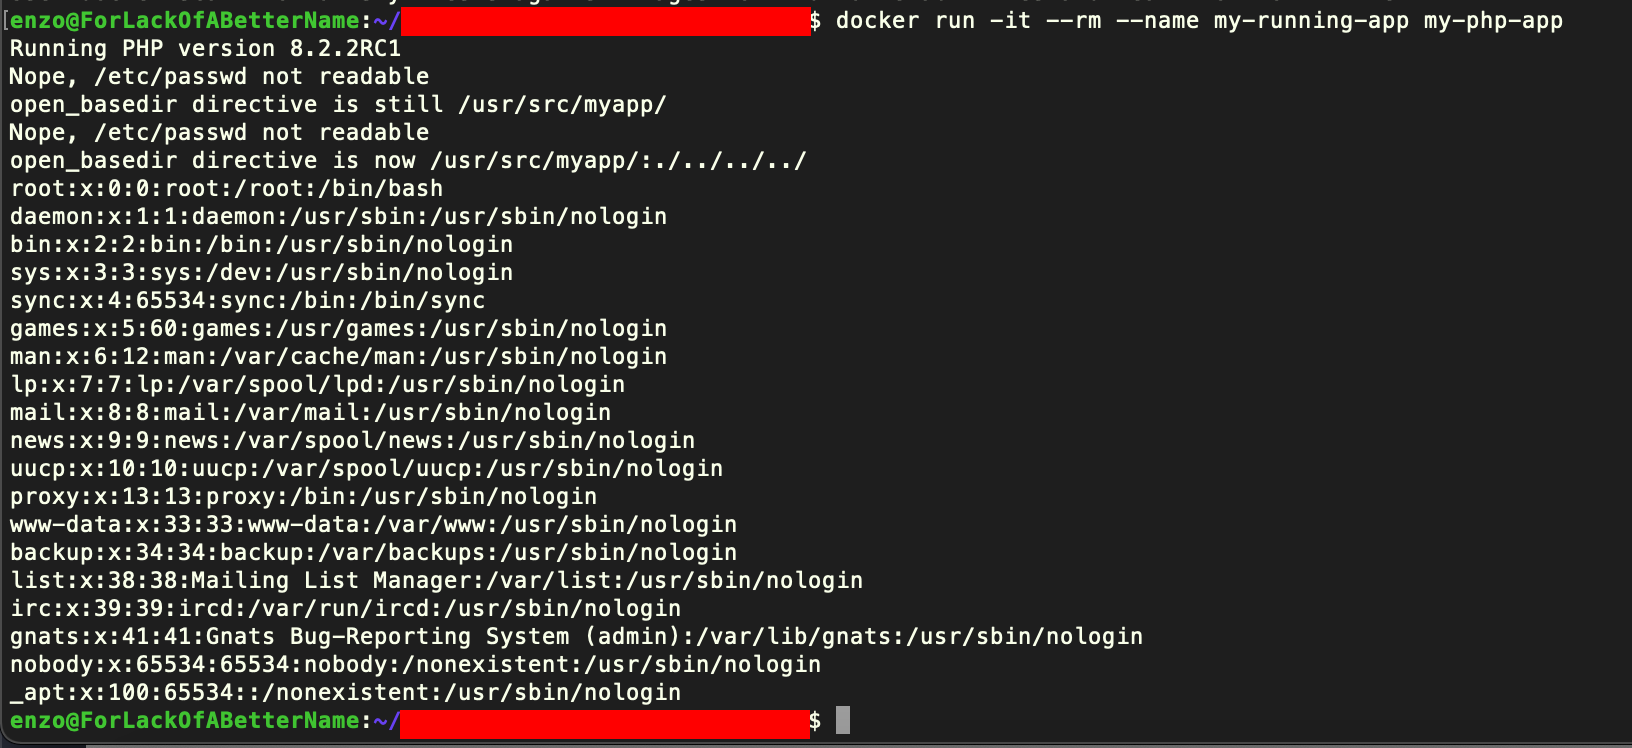 enzo@ForLackOfABetterName:~/$ docker run -it --rm --name my-running-app my-php-app
Running PHP version 8.2.2RC1
Nope, /etc/passwd not readable
open_basedir directive is still /usr/src/myapp/
Nope, /etc/passwd not readable
open_basedir directive is now /usr/src/myapp/:./../../../
root:x:0:0:root:/root:/bin/bash
daemon:x:1:1:daemon:/usr/sbin:/usr/sbin/nologin
bin:x:2:2:bin:/bin:/usr/sbin/nologin
sys:x:3:3:sys:/dev:/usr/sbin/nologin
sync:x:4:65534:sync:/bin:/bin/sync
games:x:5:60:games:/usr/games:/usr/sbin/nologin
man:x:6:12:man:/var/cache/man:/usr/sbin/nologin
lp:x:7:7:lp:/var/spool/lpd:/usr/sbin/nologin
mail:x:8:8:mail:/var/mail:/usr/sbin/nologin
news:x:9:9:news:/var/spool/news:/usr/sbin/nologin
uucp:x:10:10:uucp:/var/spool/uucp:/usr/sbin/nologin
proxy:x:13:13:proxy:/bin:/usr/sbin/nologin
www-data:x:33:33:www-data:/var/www:/usr/sbin/nologin
backup:x:34:34:backup:/var/backups:/usr/sbin/nologin
list:x:38:38:Mailing List Manager:/var/list:/usr/sbin/nologin
irc:x:39:39:ircd:/var/run/ircd:/usr/sbin/nologin
gnats:x:41:41:Gnats Bug-Reporting System (admin):/var/lib/gnats:/usr/sbin/nologin
nobody:x:65534:65534:nobody:/nonexistent:/usr/sbin/nologin
_apt:x:100:65534::/nonexistent:/usr/sbin/nologin
enzo@ForLackOfABetterName:~/$